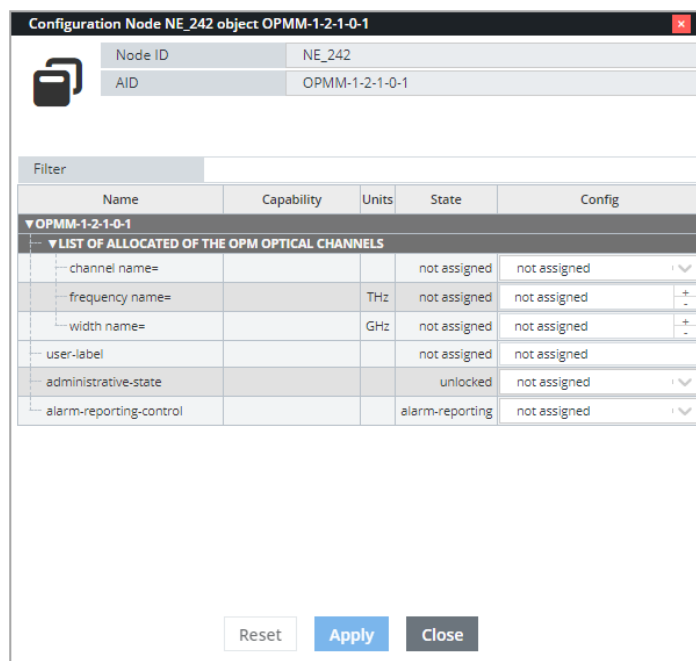 Configuration Node NE_242 object OPMM-1-2-1-0-1
Node ID NE_242
AID OPMM-1-2-1-0-1
Filter
Name Capability Units State Config
▼OPMM-1-2-1-0-1
▼LIST OF ALLOCATED OF THE OPM OPTICAL CHANNELS
channel name= not assigned not assigned
frequency name= THz not assigned not assigned + -
width name= GHz not assigned not assigned + -
user-label not assigned not assigned
administrative-state unlocked not assigned
alarm-reporting-control alarm-reporting not assigned
Reset Apply Close